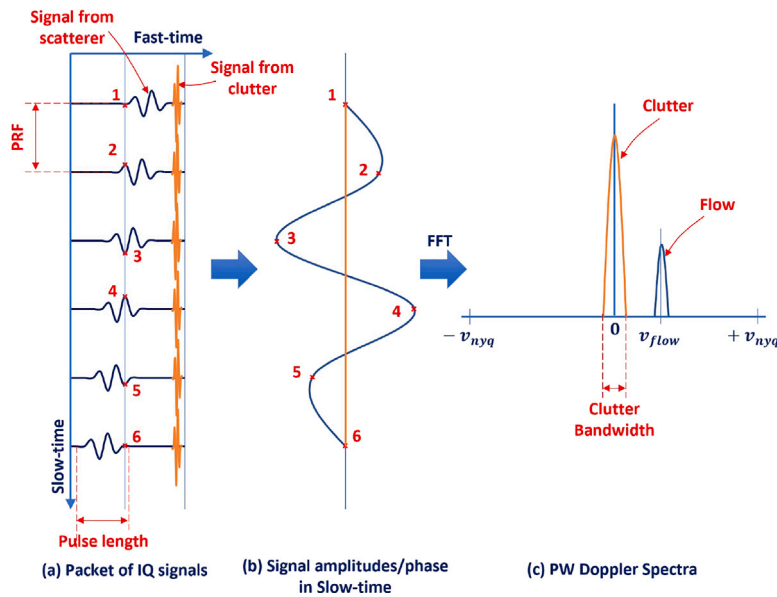 Signal from
scatterer
Fast-time
Signal from
clutter
1
PRF
2
3
4
5
6
Slow-time
Pulse length
(a) Packet of IQ signals
1
2
3
4
5
6
(b) Signal amplitudes/phase
in Slow-time
FFT
Clutter
Flow
− v_nyq
0
v_flow
+ v_nyq
Clutter
Bandwidth
(c) PW Doppler Spectra